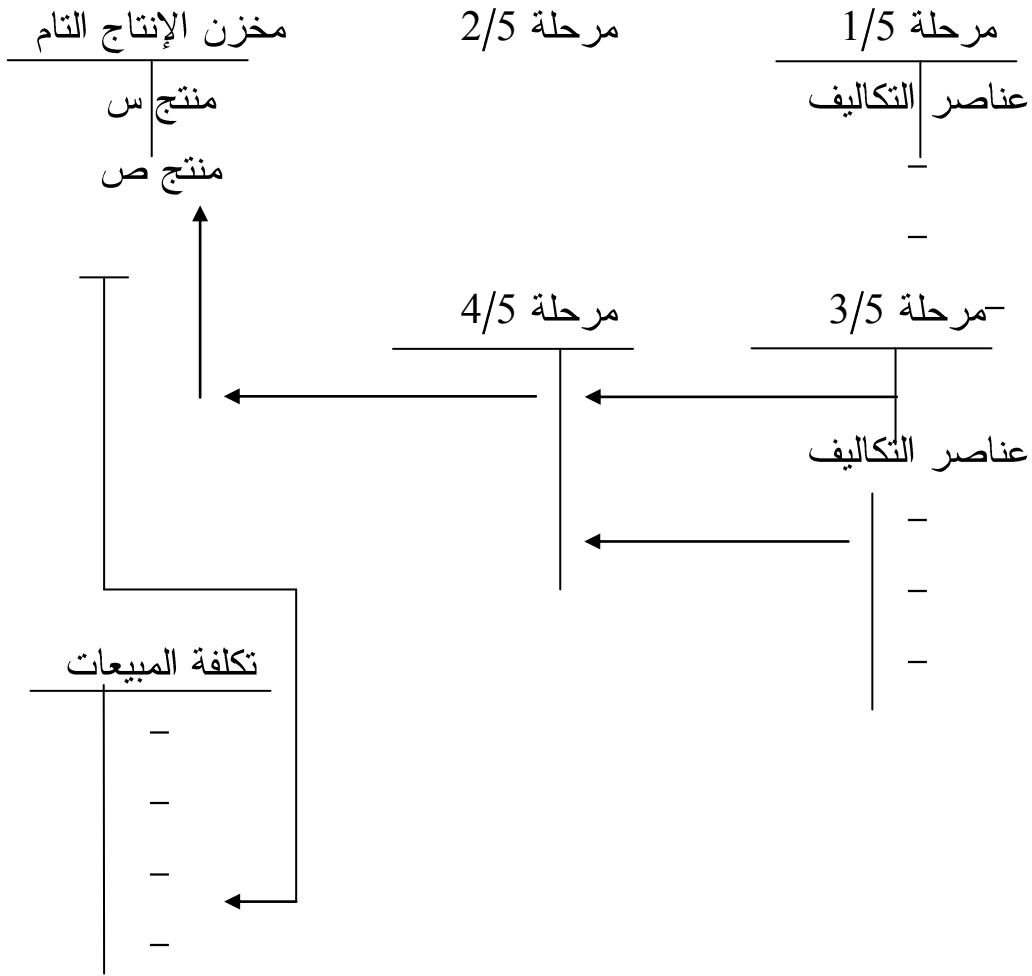 مرحلة 1/5
مرحلة 2/5
مخزن الإنتاج التام
عناصر التكاليف
منتج س
–
منتج ص
–
–مرحلة 3/5
مرحلة 4/5
عناصر التكاليف
–
–
–
تكلفة المبيعات
–
–
–
–